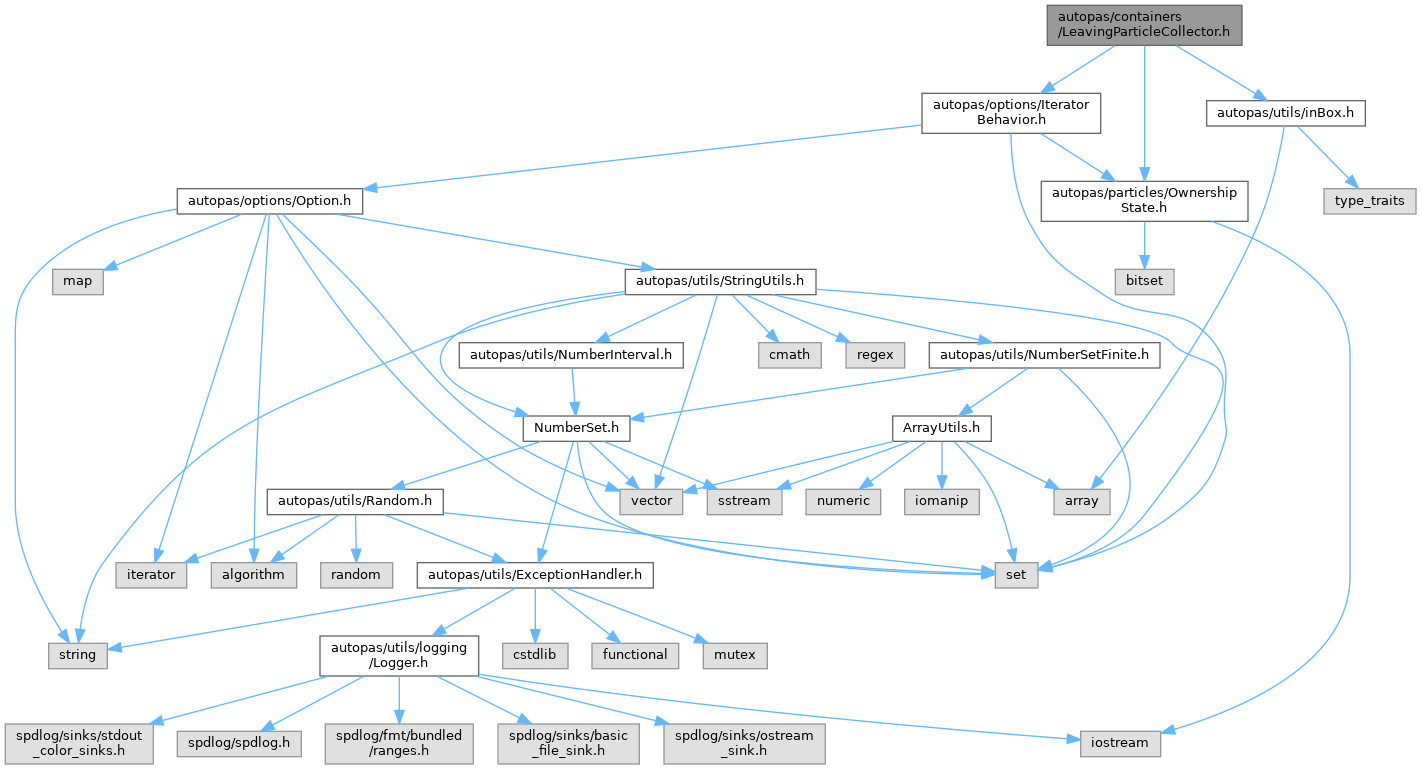 autopas/containers
/LeavingParticleCollector.h
autopas/options/Iterator
Behavior.h
autopas/utils/inBox.h
autopas/options/Option.h
autopas/particles/Ownership
State.h
type_traits
map
autopas/utils/StringUtils.h
bitset
autopas/utils/NumberInterval.h
cmath
regex
autopas/utils/NumberSetFinite.h
NumberSet.h
ArrayUtils.h
autopas/utils/Random.h
vector
sstream
numeric
iomanip
array
iterator
algorithm
random
autopas/utils/ExceptionHandler.h
set
string
autopas/utils/logging
/Logger.h
cstdlib
functional
mutex
spdlog/sinks/stdout
_color_sinks.h
spdlog/spdlog.h
spdlog/fmt/bundled
/ranges.h
spdlog/sinks/basic
_file_sink.h
spdlog/sinks/ostream
_sink.h
iostream